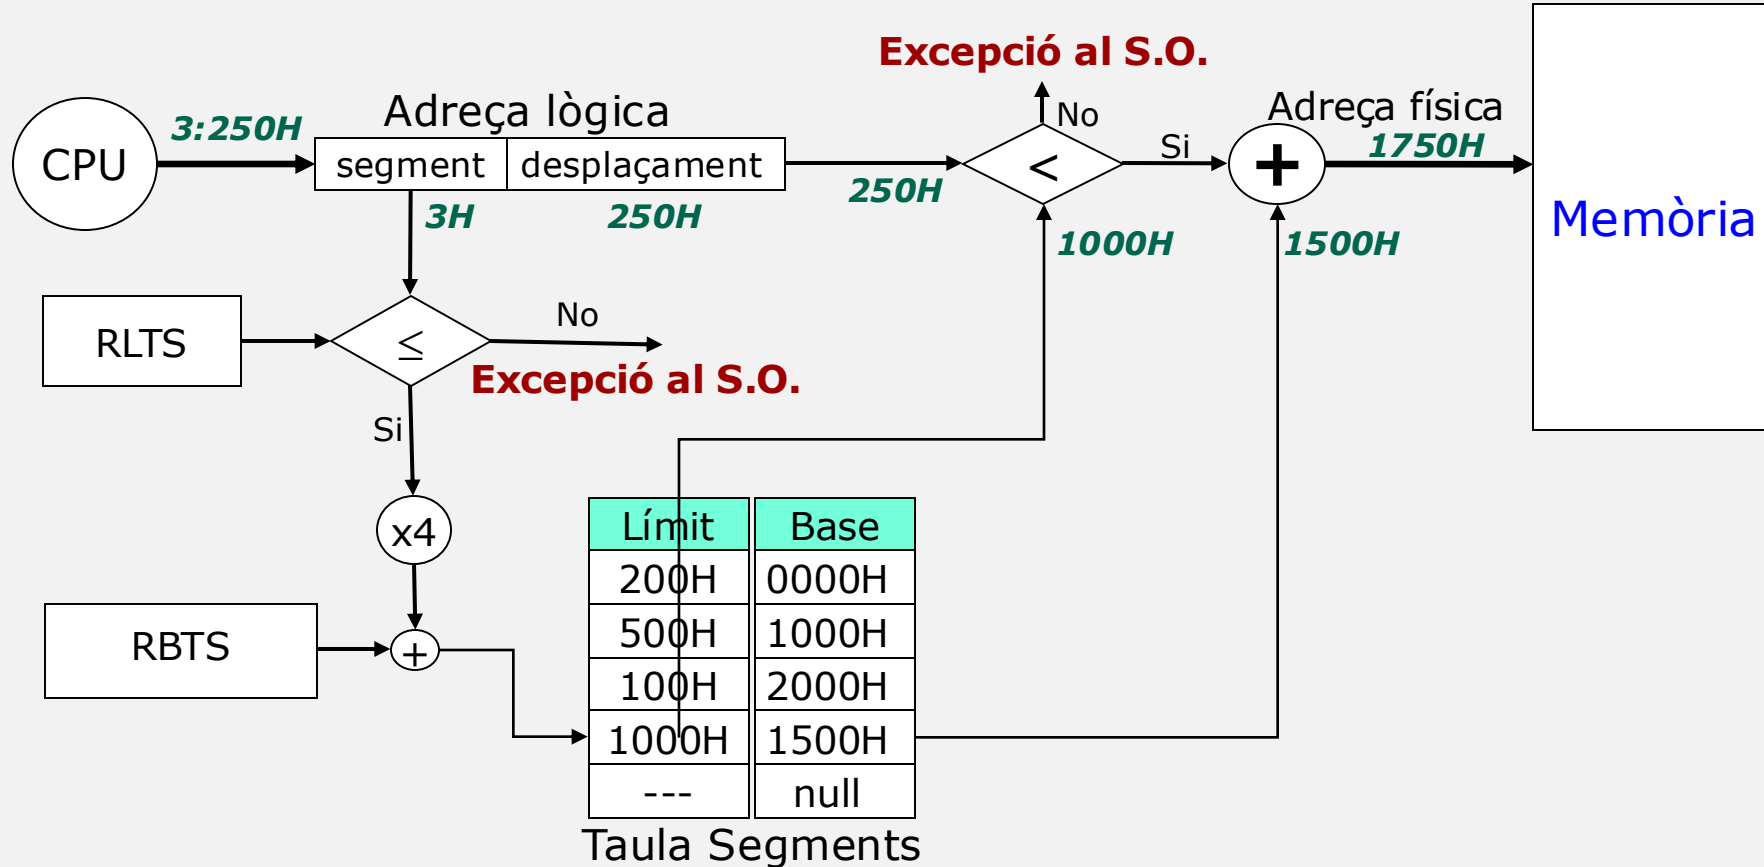 Excepció al S.O.
Adreça lògica
No
Adreça física
CPU
3:250H
segment
desplaçament
250H
<
Si
+
1750H
Memòria
3H
250H
1000H
1500H
RLTS
≤
No
Excepció al S.O.
Si
x4
Límit Base
200H 0000H
500H 1000H
100H 2000H
1000H 1500H
--- null
RBTS
+
Taula Segments